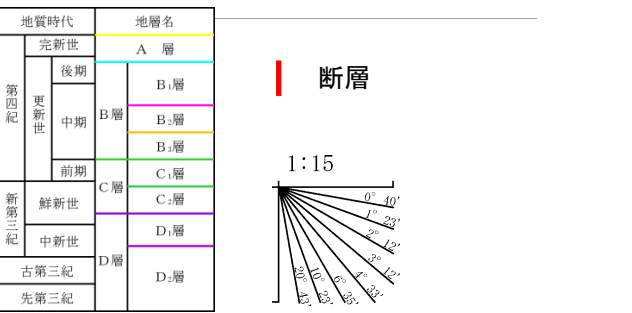 地質時代 地層名
第四紀
完新世
更新世
後期
中期
前期
新第三紀
鮮新世
中新世
古第三紀
先第三紀
A 層
B層
B₁層
B₂層
B₃層
C層
C₁層
C₂層
D層
D₁層
D₂層
断層
1:15
0° 40'
1° 23'
2° 12'
3° 12'
4° 33'
6° 35'
10° 23'
20° 43'